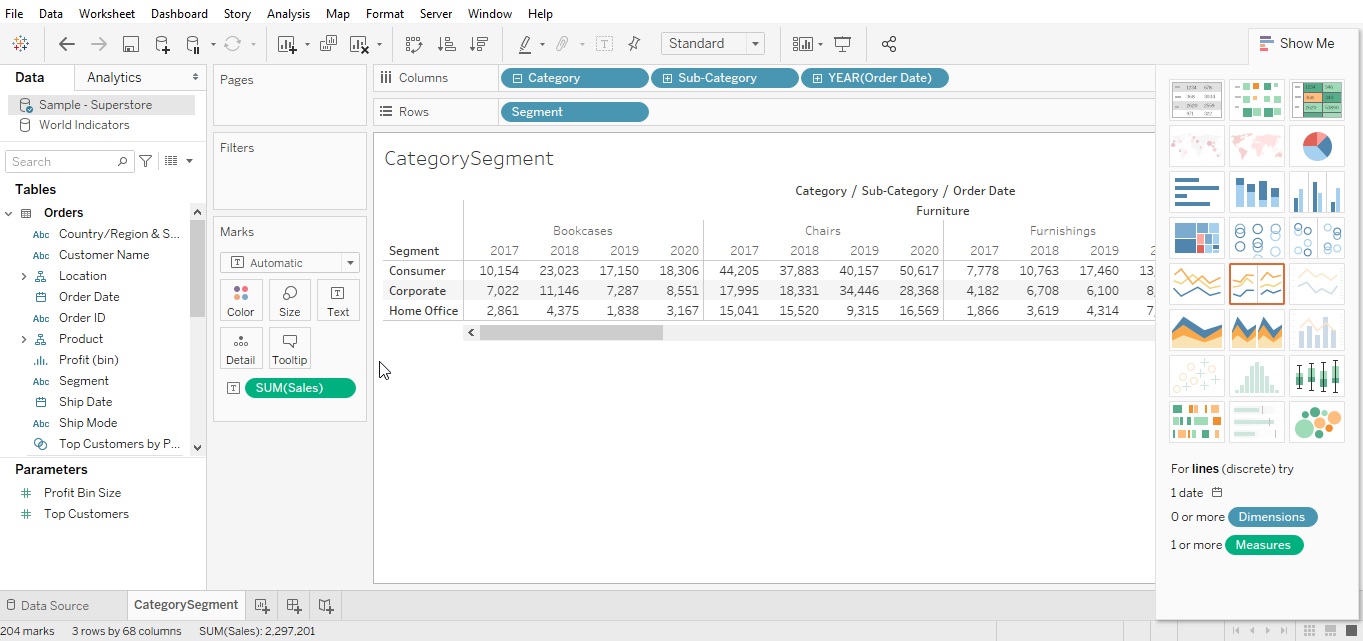 File Data Worksheet Dashboard Story Analysis Map Format Server Window Help
Standard
Show Me
Data Analytics
Sample - Superstore
World Indicators
Search
Tables
Orders
Abc Country/Region & S...
Abc Customer Name
Location
Order Date
Abc Order ID
Product
Profit (bin)
Abc Segment
Ship Date
Abc Ship Mode
Top Customers by P...
Parameters
Profit Bin Size
Top Customers
Pages
Filters
Marks
Automatic
Color Size Text
Detail Tooltip
SUM(Sales)
Columns Category Sub-Category YEAR(Order Date)
Rows Segment
CategorySegment
Category / Sub-Category / Order Date
Furniture
Bookcases Chairs Furnishings
Segment 2017 2018 2019 2020 2017 2018 2019 2020 2017 2018 2019 2
Consumer 10,154 23,023 17,150 18,306 44,205 37,883 40,157 50,617 7,778 10,763 17,460 13,
Corporate 7,022 11,146 7,287 8,551 17,995 18,331 34,446 28,368 4,182 6,708 6,100 8,
Home Office 2,861 4,375 1,838 3,167 15,041 15,520 9,315 16,569 1,866 3,619 4,314 7,
For lines (discrete) try
1 date
0 or more Dimensions
1 or more Measures
Data Source CategorySegment
204 marks 3 rows by 68 columns SUM(Sales): 2,297,201